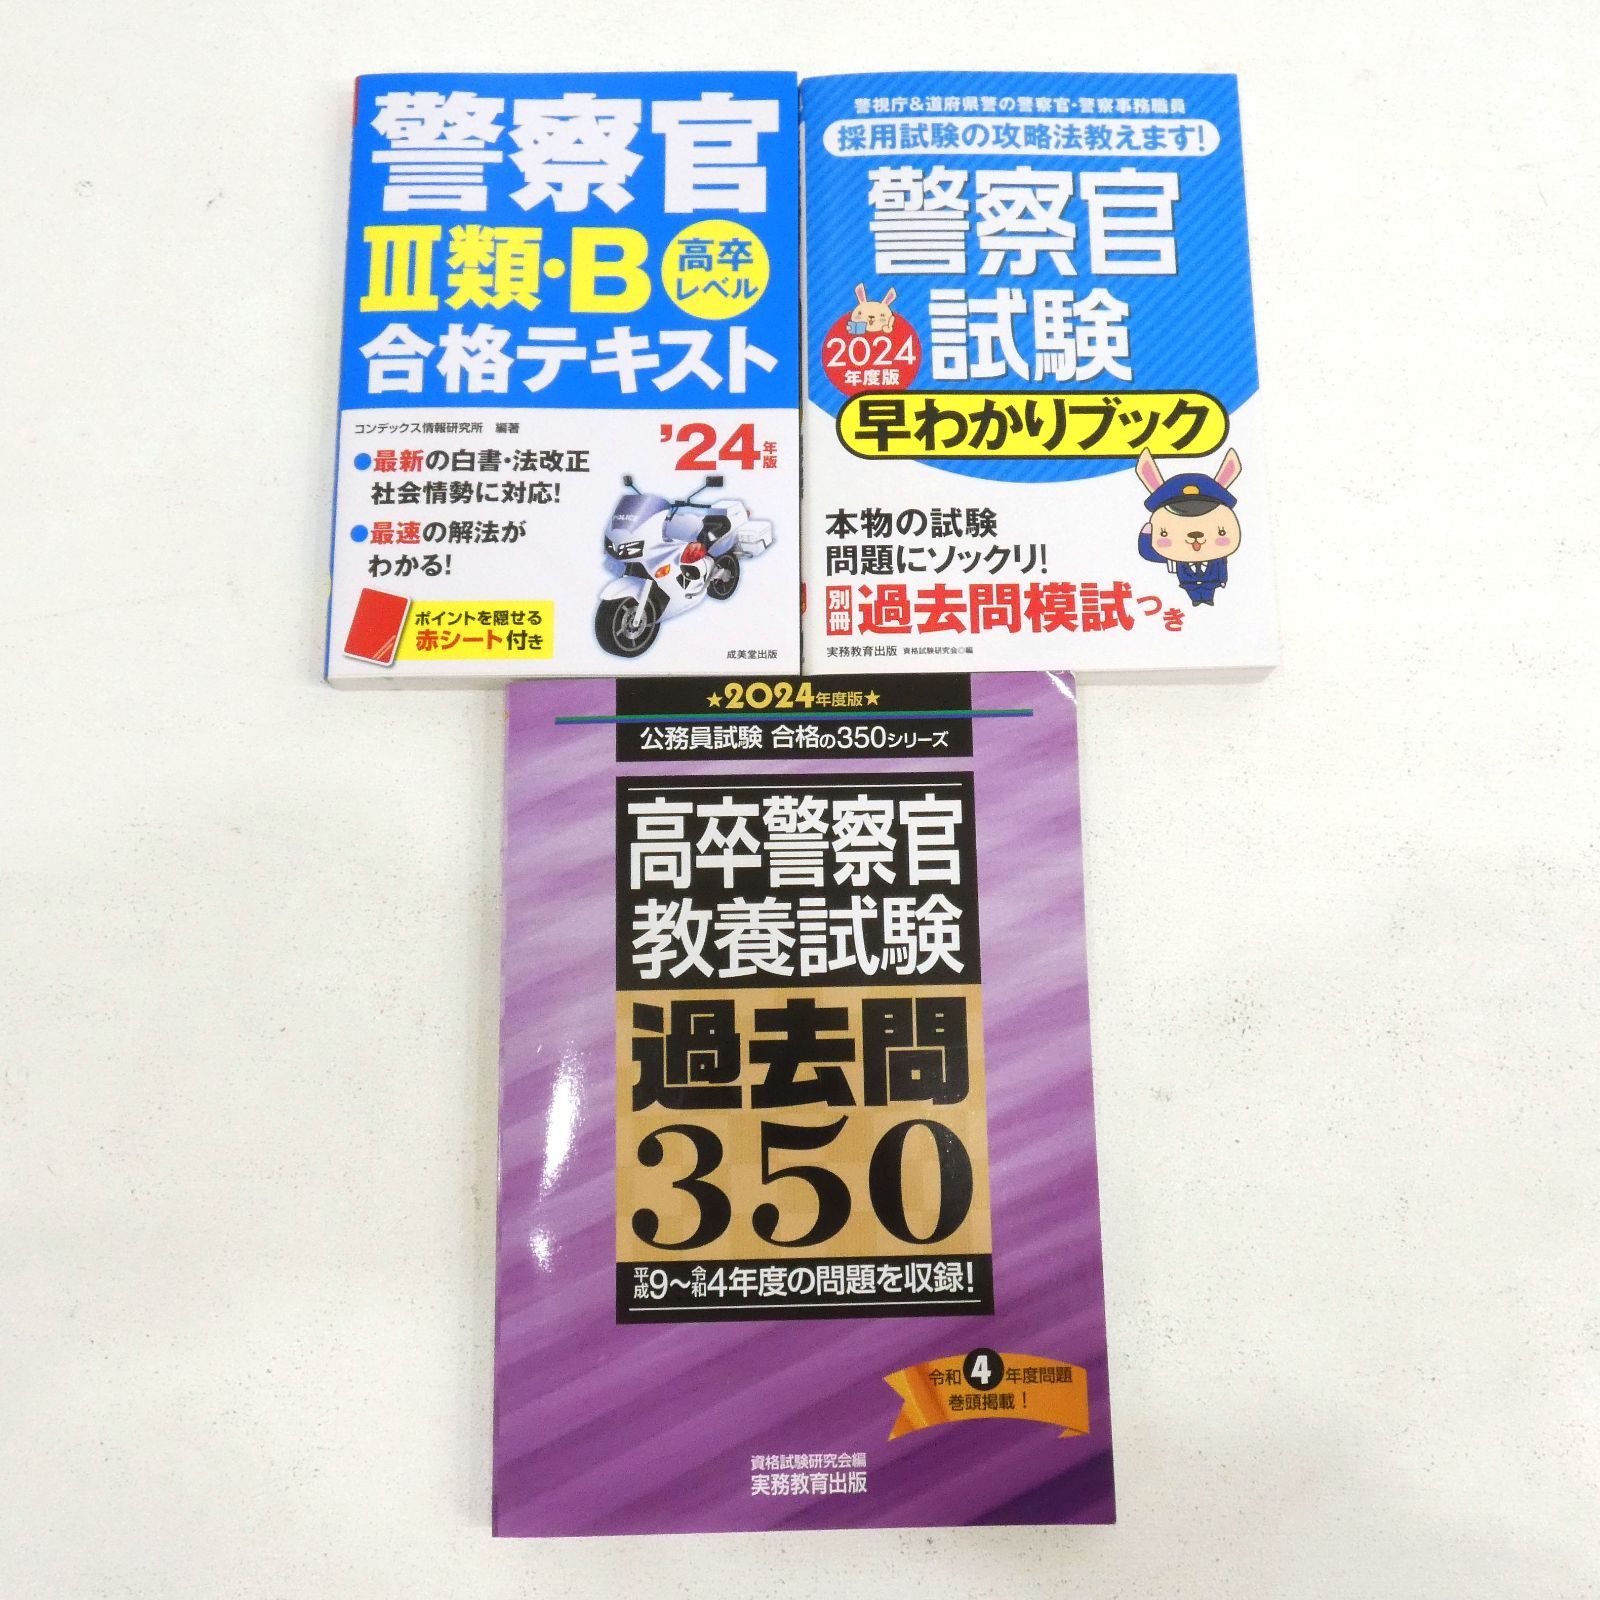 警察官
Ⅲ類・B
高卒
レベル
合格テキスト
コンデックス情報研究所 編著
'24年版
●最新の白書・法改正
社会情勢に対応!
●最速の解法が
わかる!
POLICE
ポイントを隠せる
赤シート付き
成美堂出版
警視庁&道府県警の警察官・警察事務職員
採用試験の攻略法教えます!
警察官
試験
2024
年度版
早わかりブック
本物の試験
問題にソックリ!
別冊 過去問模試つき
実務教育出版 資格試験研究会◎編
★2024年度版★
公務員試験 合格の350シリーズ
高卒警察官
教養試験
過去問
350
平成9〜令和4年度の問題を収録!
令和4年度問題
巻頭掲載!
資格試験研究会編
実務教育出版